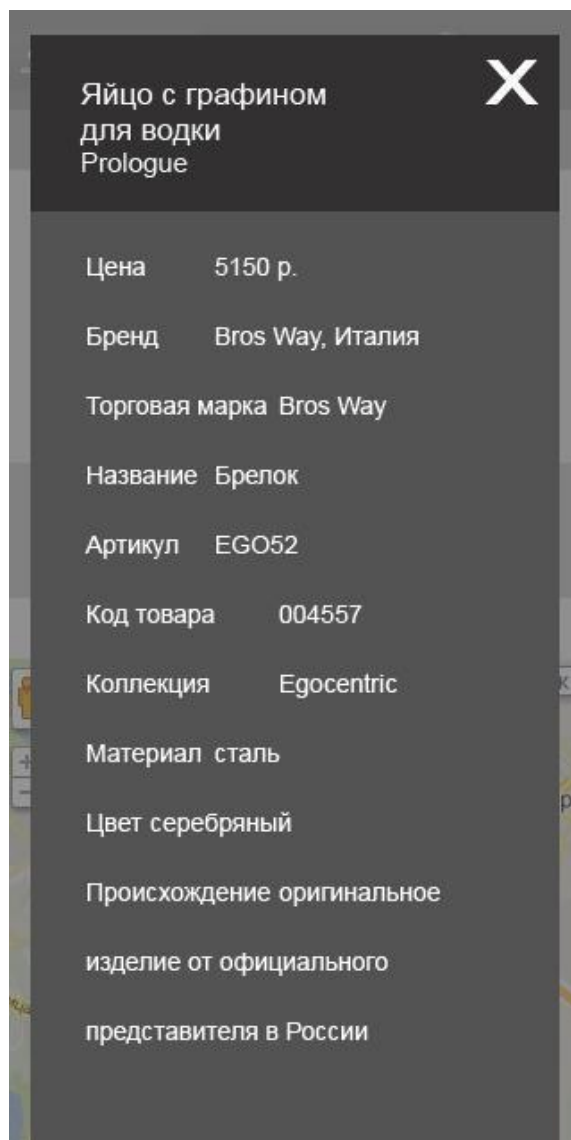 Яйцо с графином
для водки
Prologue
X
Цена 5150 р.
Бренд Bros Way, Италия
Торговая марка Bros Way
Название Брелок
Артикул EGO52
Код товара 004557
Коллекция Egocentric
Материал сталь
Цвет серебряный
Происхождение оригинальное
изделие от официального
представителя в России